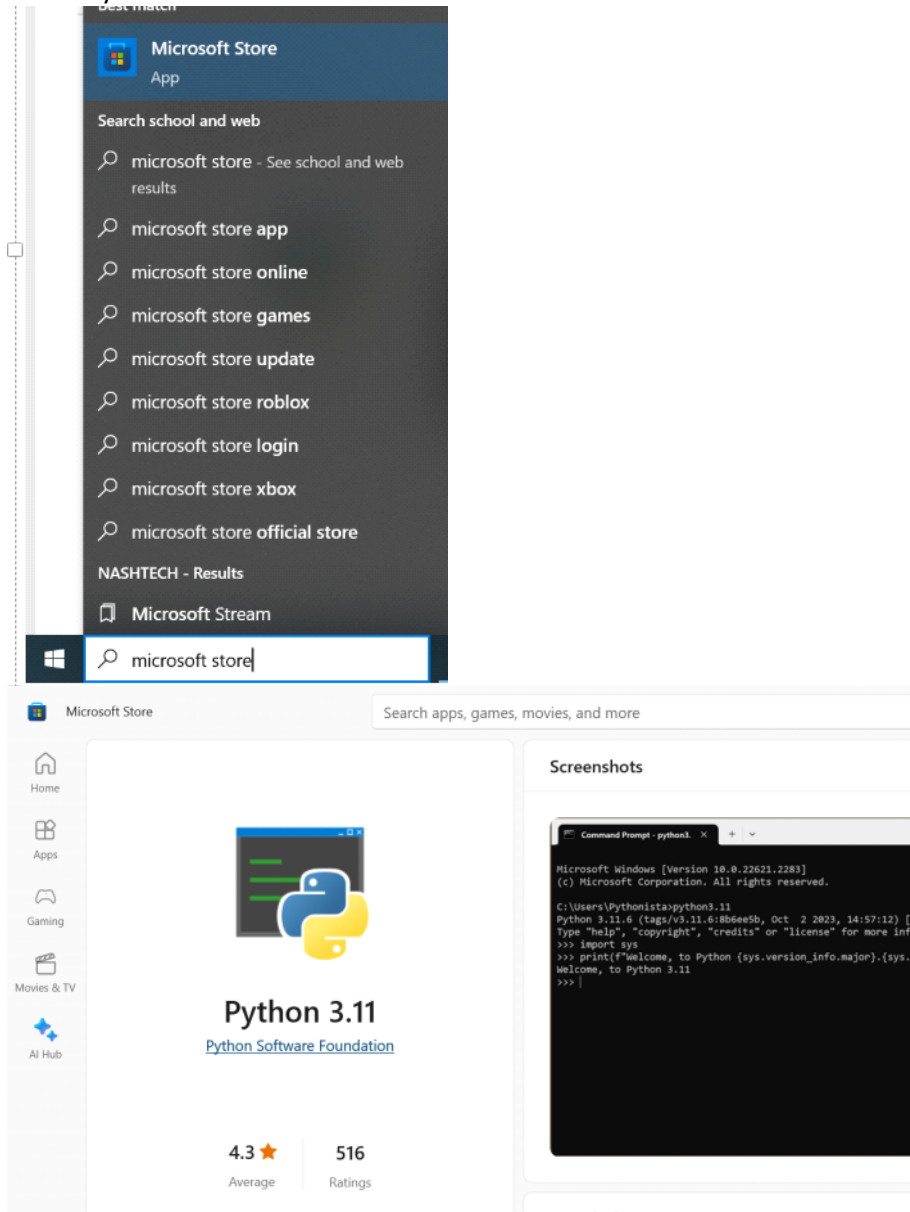 Best match
Microsoft Store
App
Search school and web
microsoft store - See school and web
results
microsoft store app
microsoft store online
microsoft store games
microsoft store update
microsoft store roblox
microsoft store login
microsoft store xbox
microsoft store official store
NASHTECH - Results
Microsoft Stream
microsoft store
Microsoft Store
Search apps, games, movies, and more
Home
Apps
Gaming
Movies & TV
AI Hub
Python 3.11
Python Software Foundation
4.3
516
Average
Ratings
Screenshots
Command Prompt - python3.
Microsoft Windows [Version 10.0.22621.2283]
(c) Microsoft Corporation. All rights reserved.
C:\Users\Pythonista>python3.11
Python 3.11.6 (tags/v3.11.6:8b6ee5b, Oct 2 2023, 14:57:12) [
Type "help", "copyright", "credits" or "license" for more inf
>>> import sys
>>> print(f"Welcome, to Python {sys.version_info.major}.{sys.
Welcome, to Python 3.11
>>>